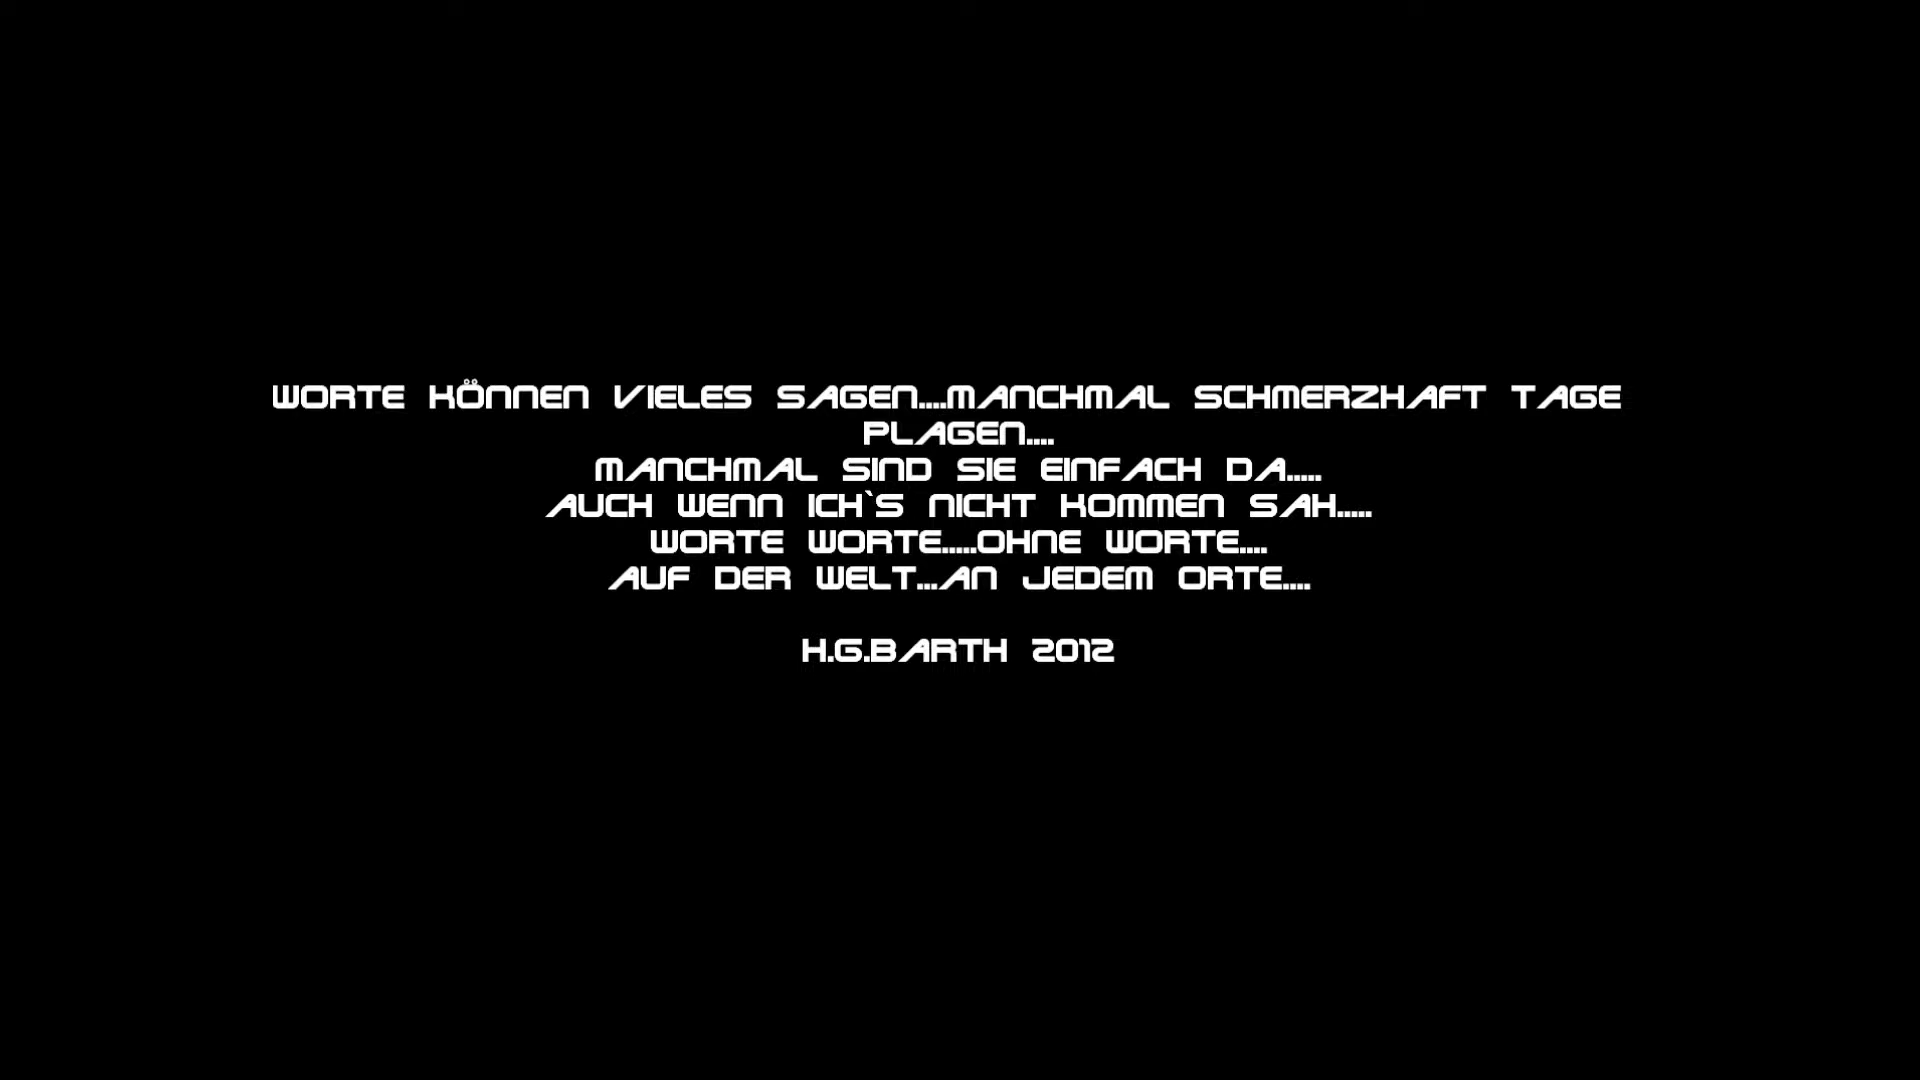 WORTE KÖNNEN VIELES SAGEN....MANCHMAL SCHMERZHAFT TAGE
PLAGEN....
MANCHMAL SIND SIE EINFACH DA.....
AUCH WENN ICH`S NICHT KOMMEN SAH.....
WORTE WORTE.....OHNE WORTE....
AUF DER WELT...AN JEDEM ORTE....
H.G.BARTH 2012